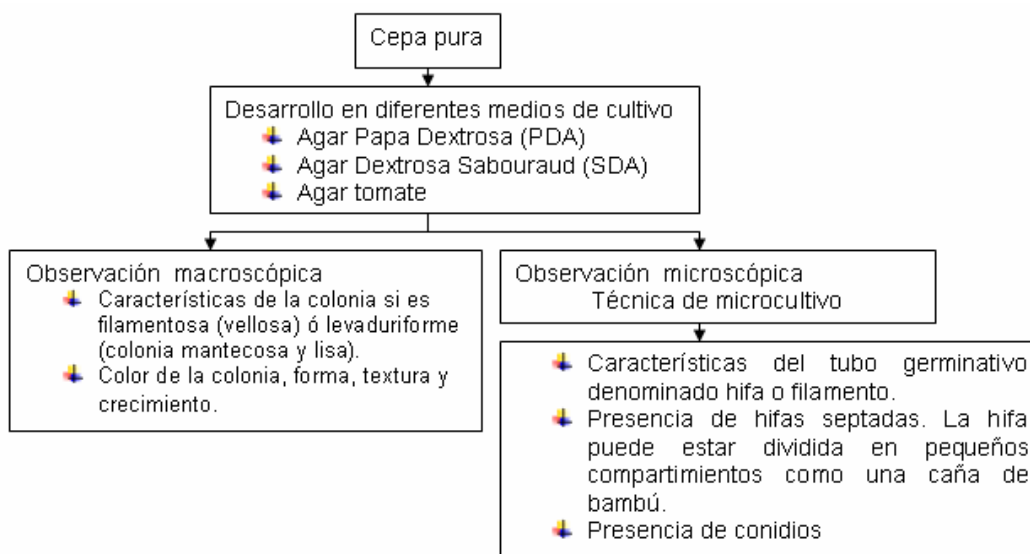 Cepa pura
Desarrollo en diferentes medios de cultivo
Agar Papa Dextrosa (PDA)
Agar Dextrosa Sabouraud (SDA)
Agar tomate
Observación macroscópica
Características de la colonia si es
filamentosa (vellosa) ó levaduriforme
(colonia mantecosa y lisa).
Color de la colonia, forma, textura y
crecimiento.
Observación microscópica
Técnica de microcultivo
Características del tubo germinativo
denominado hifa o filamento.
Presencia de hifas septadas. La hifa
puede estar dividida en pequeños
compartimientos como una caña de
bambú.
Presencia de conidios